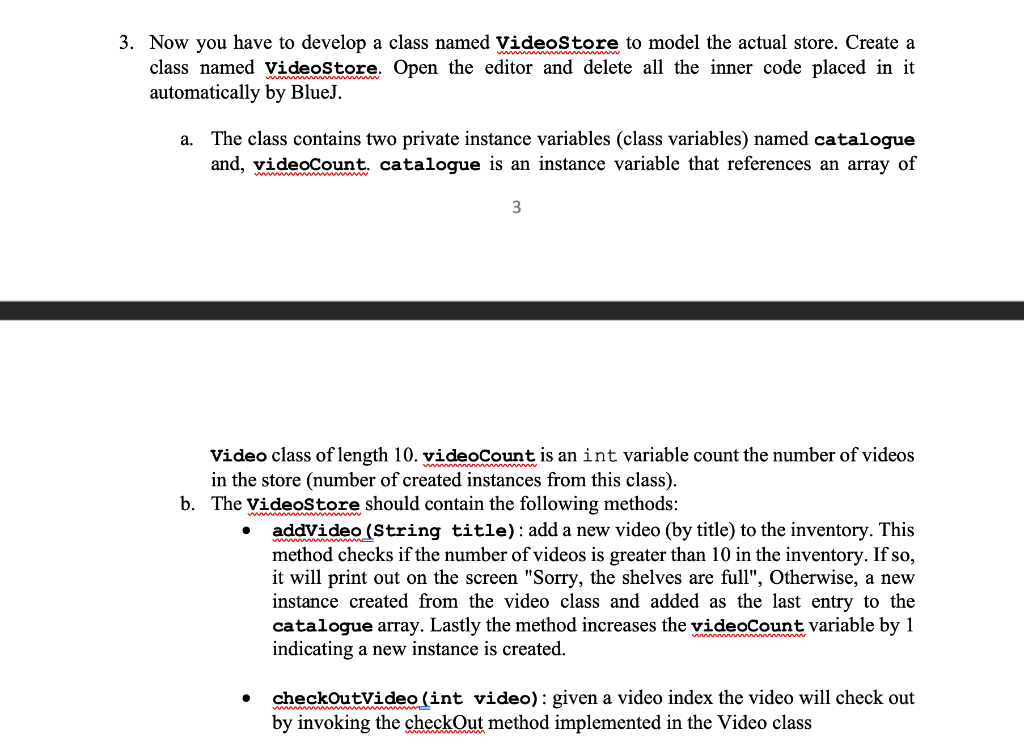 3. Now you have to develop a class named VideoStore to model the actual store. Create a
class named VideoStore. Open the editor and delete all the inner code placed in it
automatically by BlueJ.
a. The class contains two private instance variables (class variables) named catalogue
and, videoCount. catalogue is an instance variable that references an array of
3
Video class of length 10. videoCount is an int variable count the number of videos
in the store (number of created instances from this class).
b. The VideoStore should contain the following methods:
• addVideo(String title): add a new video (by title) to the inventory. This
method checks if the number of videos is greater than 10 in the inventory. If so,
it will print out on the screen "Sorry, the shelves are full", Otherwise, a new
instance created from the video class and added as the last entry to the
catalogue array. Lastly the method increases the videoCount variable by 1
indicating a new instance is created.
• checkOutVideo(int video): given a video index the video will check out
by invoking the checkOut method implemented in the Video class